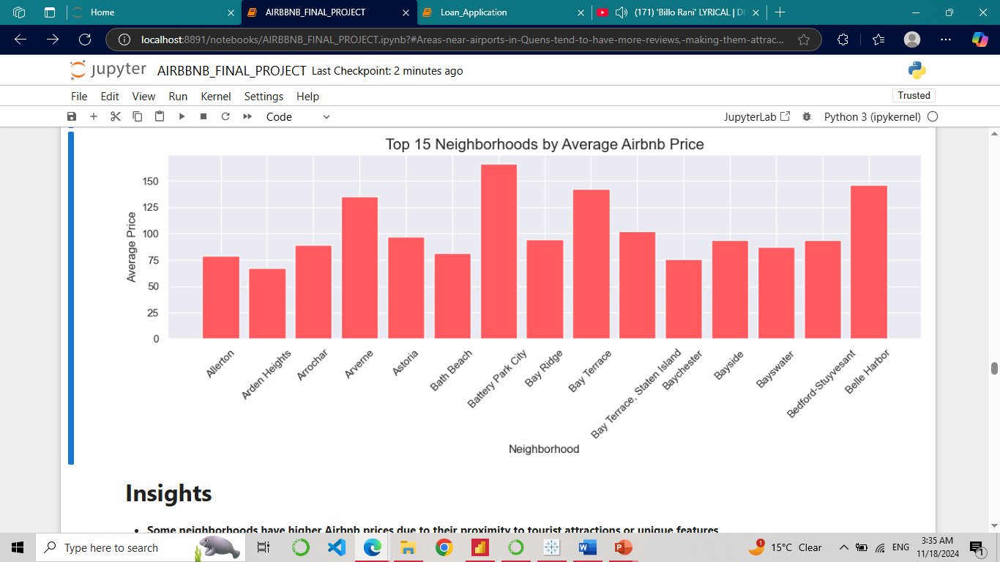 Home
AIRBBNB_FINAL_PROJECT
Loan_Application
(171) 'Billo Rani' LYRICAL | D
localhost:8891/notebooks/AIRBBNB_FINAL_PROJECT.ipynb?#Areas-near-airports-in-Quens-tend-to-have-more-reviews,-making-them-attrac...
jupyter AIRBBNB_FINAL_PROJECT Last Checkpoint: 2 minutes ago
File Edit View Run Kernel Settings Help
Trusted
Code
JupyterLab
Python 3 (ipykernel)
Top 15 Neighborhoods by Average Airbnb Price
Average Price
150
125
100
75
50
25
0
Allerton
Arden Heights
Arrochar
Arverne
Astoria
Bath Beach
Battery Park City
Bay Ridge
Bay Terrace
Bay Terrace, Staten Island
Baychester
Bayside
Bayswater
Bedford-Stuyvesant
Belle Harbor
Neighborhood
Insights
• Some neighborhoods have higher Airbnb prices due to their proximity to tourist attractions or unique features
Type here to search
1
15°C Clear
ENG
3:35 AM
11/18/2024
1